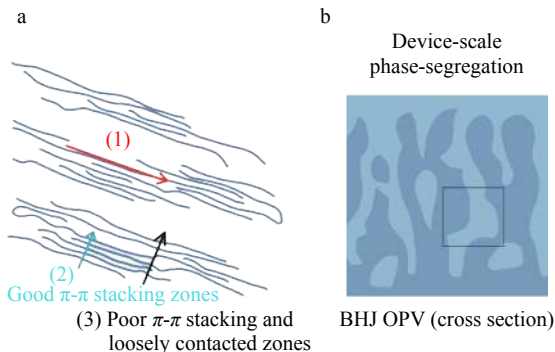 a
(1)
(2)
Good π-π stacking zones
(3) Poor π-π stacking and
loosely contacted zones
b
Device-scale
phase-segregation
BHJ OPV (cross section)